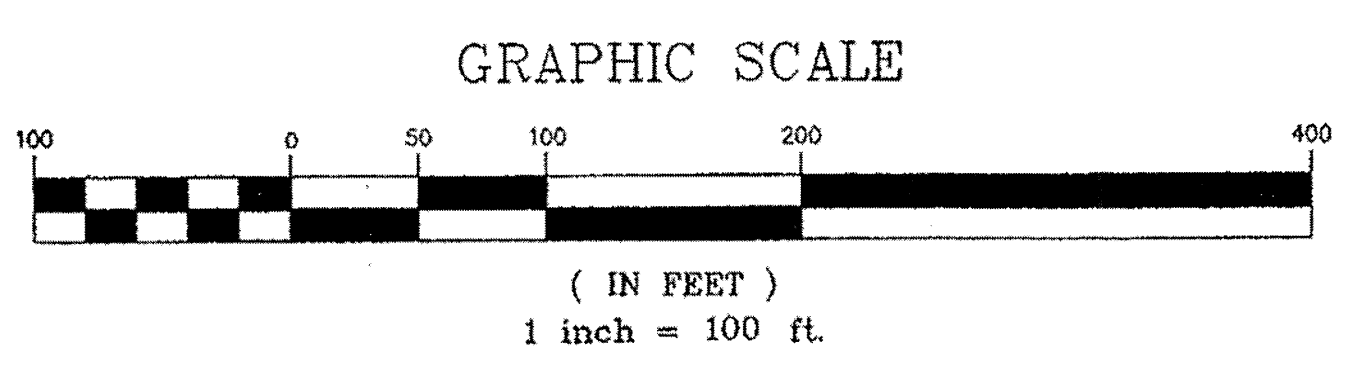 GRAPHIC SCALE
100 0 50 100 200 400
( IN FEET )
1 inch = 100 ft.